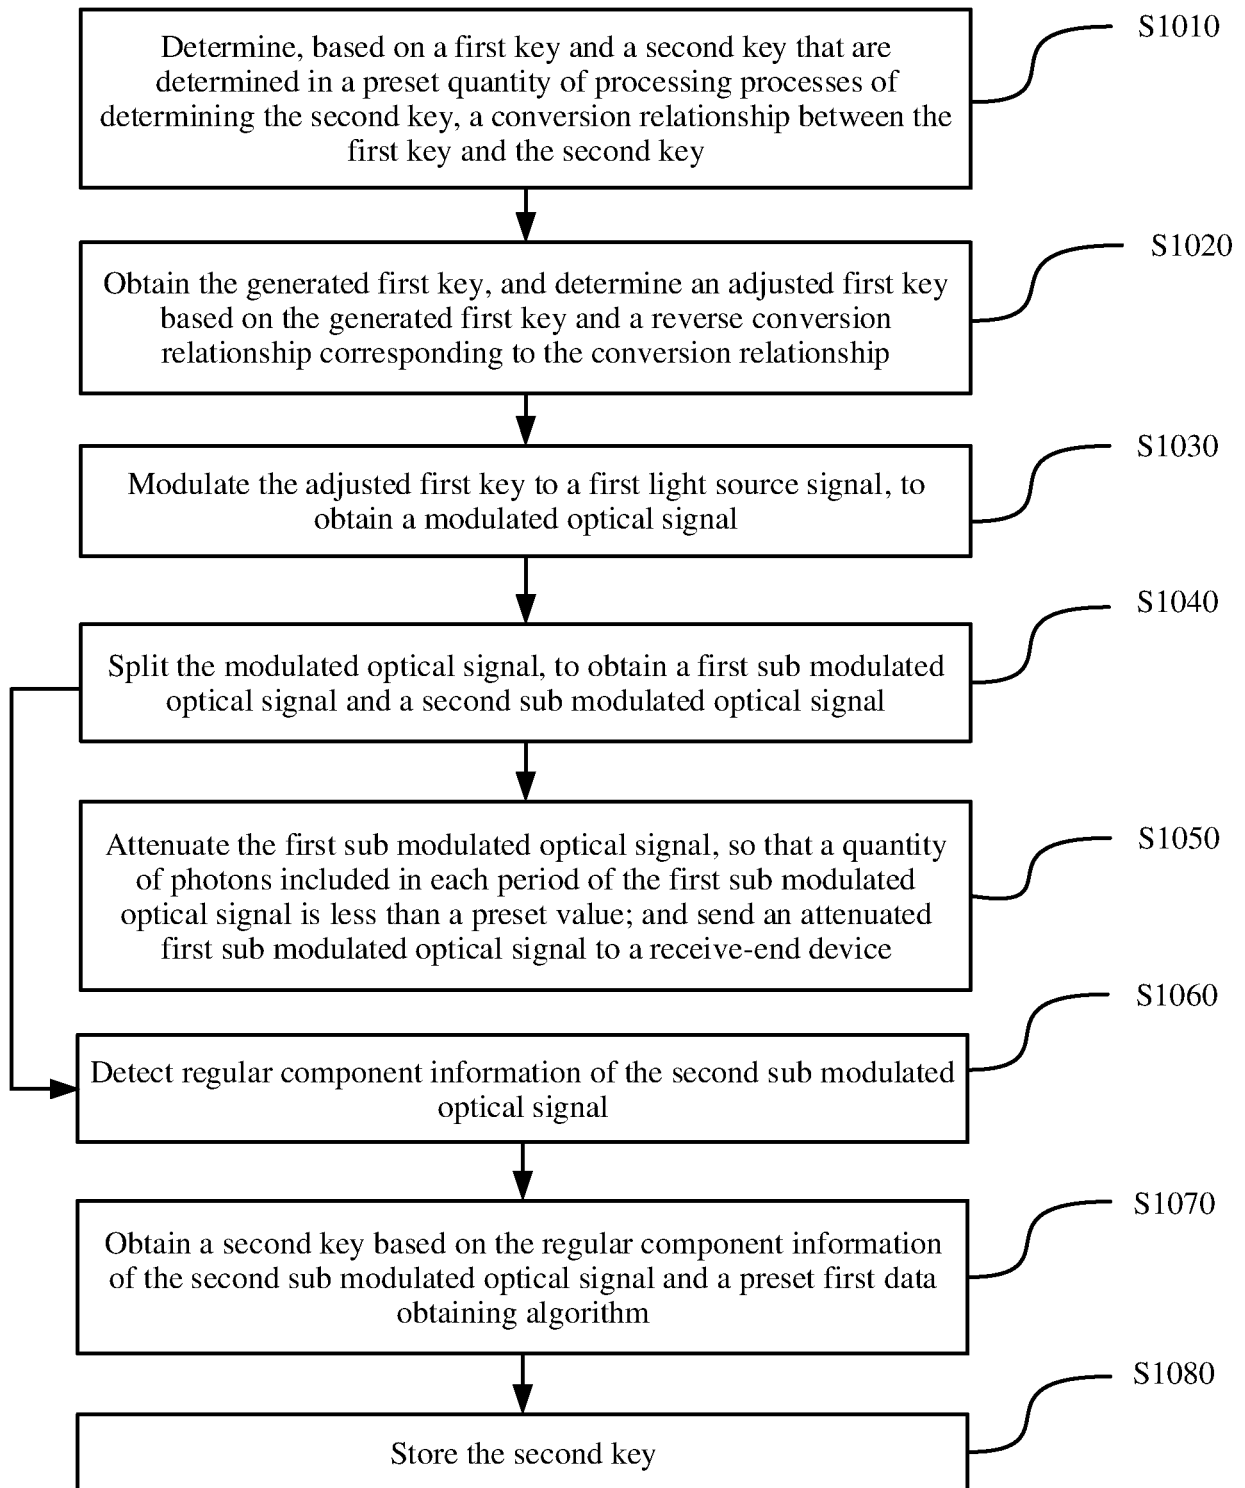 Determine, based on a first key and a second key that are
determined in a preset quantity of processing processes of
determining the second key, a conversion relationship between the
first key and the second key
S1010
Obtain the generated first key, and determine an adjusted first key
based on the generated first key and a reverse conversion
relationship corresponding to the conversion relationship
S1020
Modulate the adjusted first key to a first light source signal, to
obtain a modulated optical signal
S1030
Split the modulated optical signal, to obtain a first sub modulated
optical signal and a second sub modulated optical signal
S1040
Attenuate the first sub modulated optical signal, so that a quantity
of photons included in each period of the first sub modulated
optical signal is less than a preset value; and send an attenuated
first sub modulated optical signal to a receive-end device
S1050
Detect regular component information of the second sub modulated
optical signal
S1060
Obtain a second key based on the regular component information
of the second sub modulated optical signal and a preset first data
obtaining algorithm
S1070
Store the second key
S1080